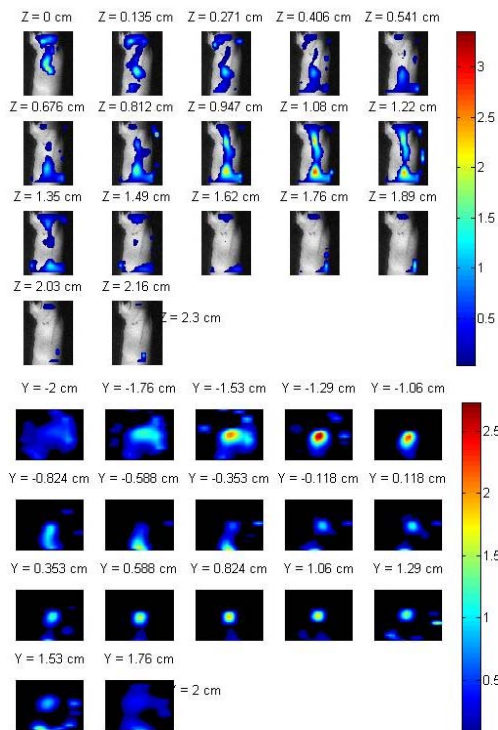 Z = 0 cm Z = 0.135 cm Z = 0.271 cm Z = 0.406 cm Z = 0.541 cm
3
Z = 0.676 cm Z = 0.812 cm Z = 0.947 cm Z = 1.08 cm Z = 1.22 cm
2.5
2
Z = 1.35 cm Z = 1.49 cm Z = 1.62 cm Z = 1.76 cm Z = 1.89 cm
1.5
1
Z = 2.03 cm Z = 2.16 cm Z = 2.3 cm
0.5
Y = -2 cm Y = -1.76 cm Y = -1.53 cm Y = -1.29 cm Y = -1.06 cm
2.5
Y = -0.824 cm Y = -0.588 cm Y = -0.353 cm Y = -0.118 cm Y = 0.118 cm
2
1.5
Y = 0.353 cm Y = 0.588 cm Y = 0.824 cm Y = 1.06 cm Y = 1.29 cm
1
Y = 1.53 cm Y = 1.76 cm Y = 2 cm
0.5